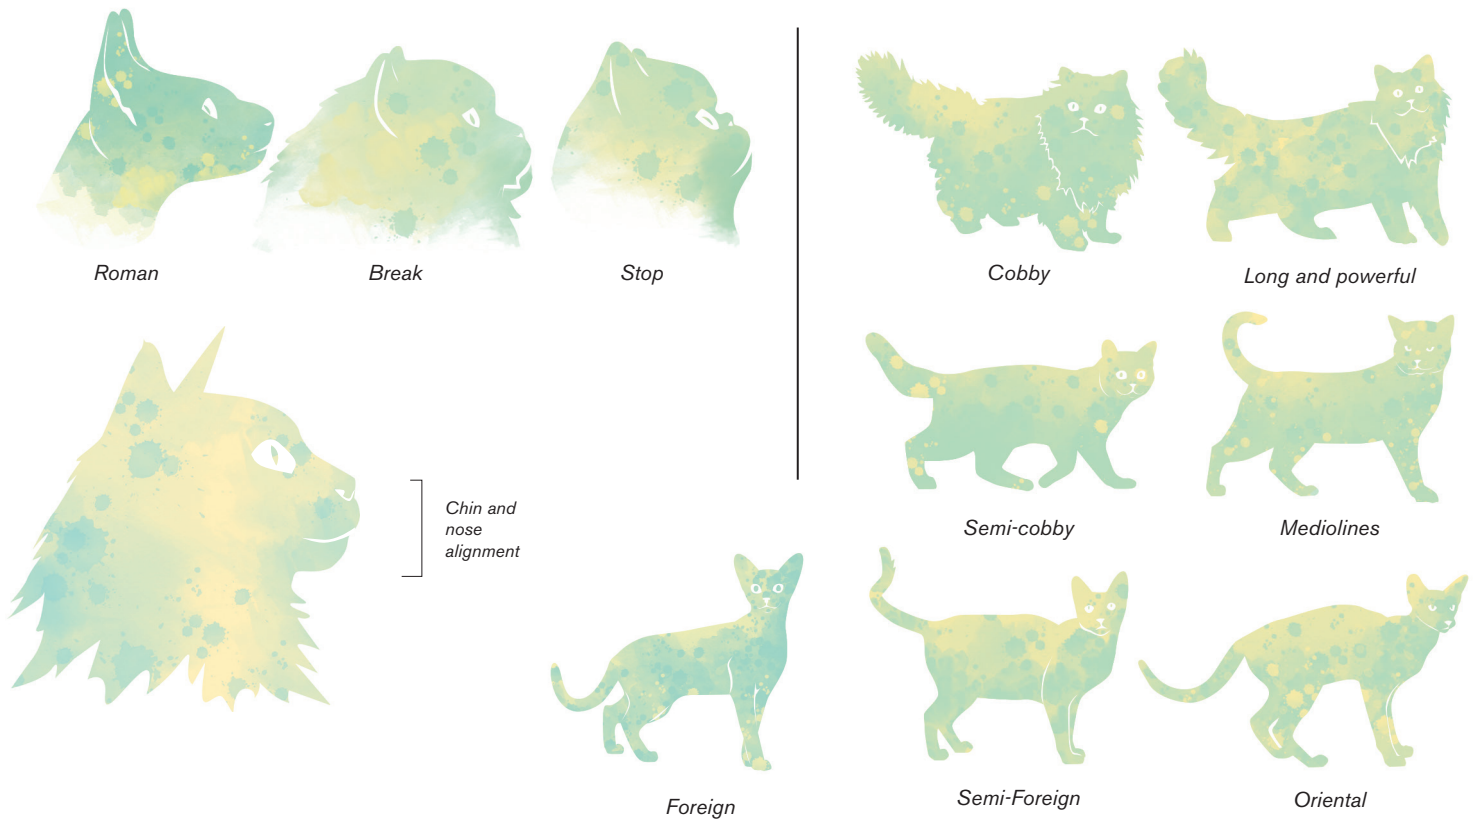 Roman
Break
Stop
Cobby
Long and powerful
Chin and
nose
alignment
Semi-cobby
Mediolines
Foreign
Semi-Foreign
Oriental